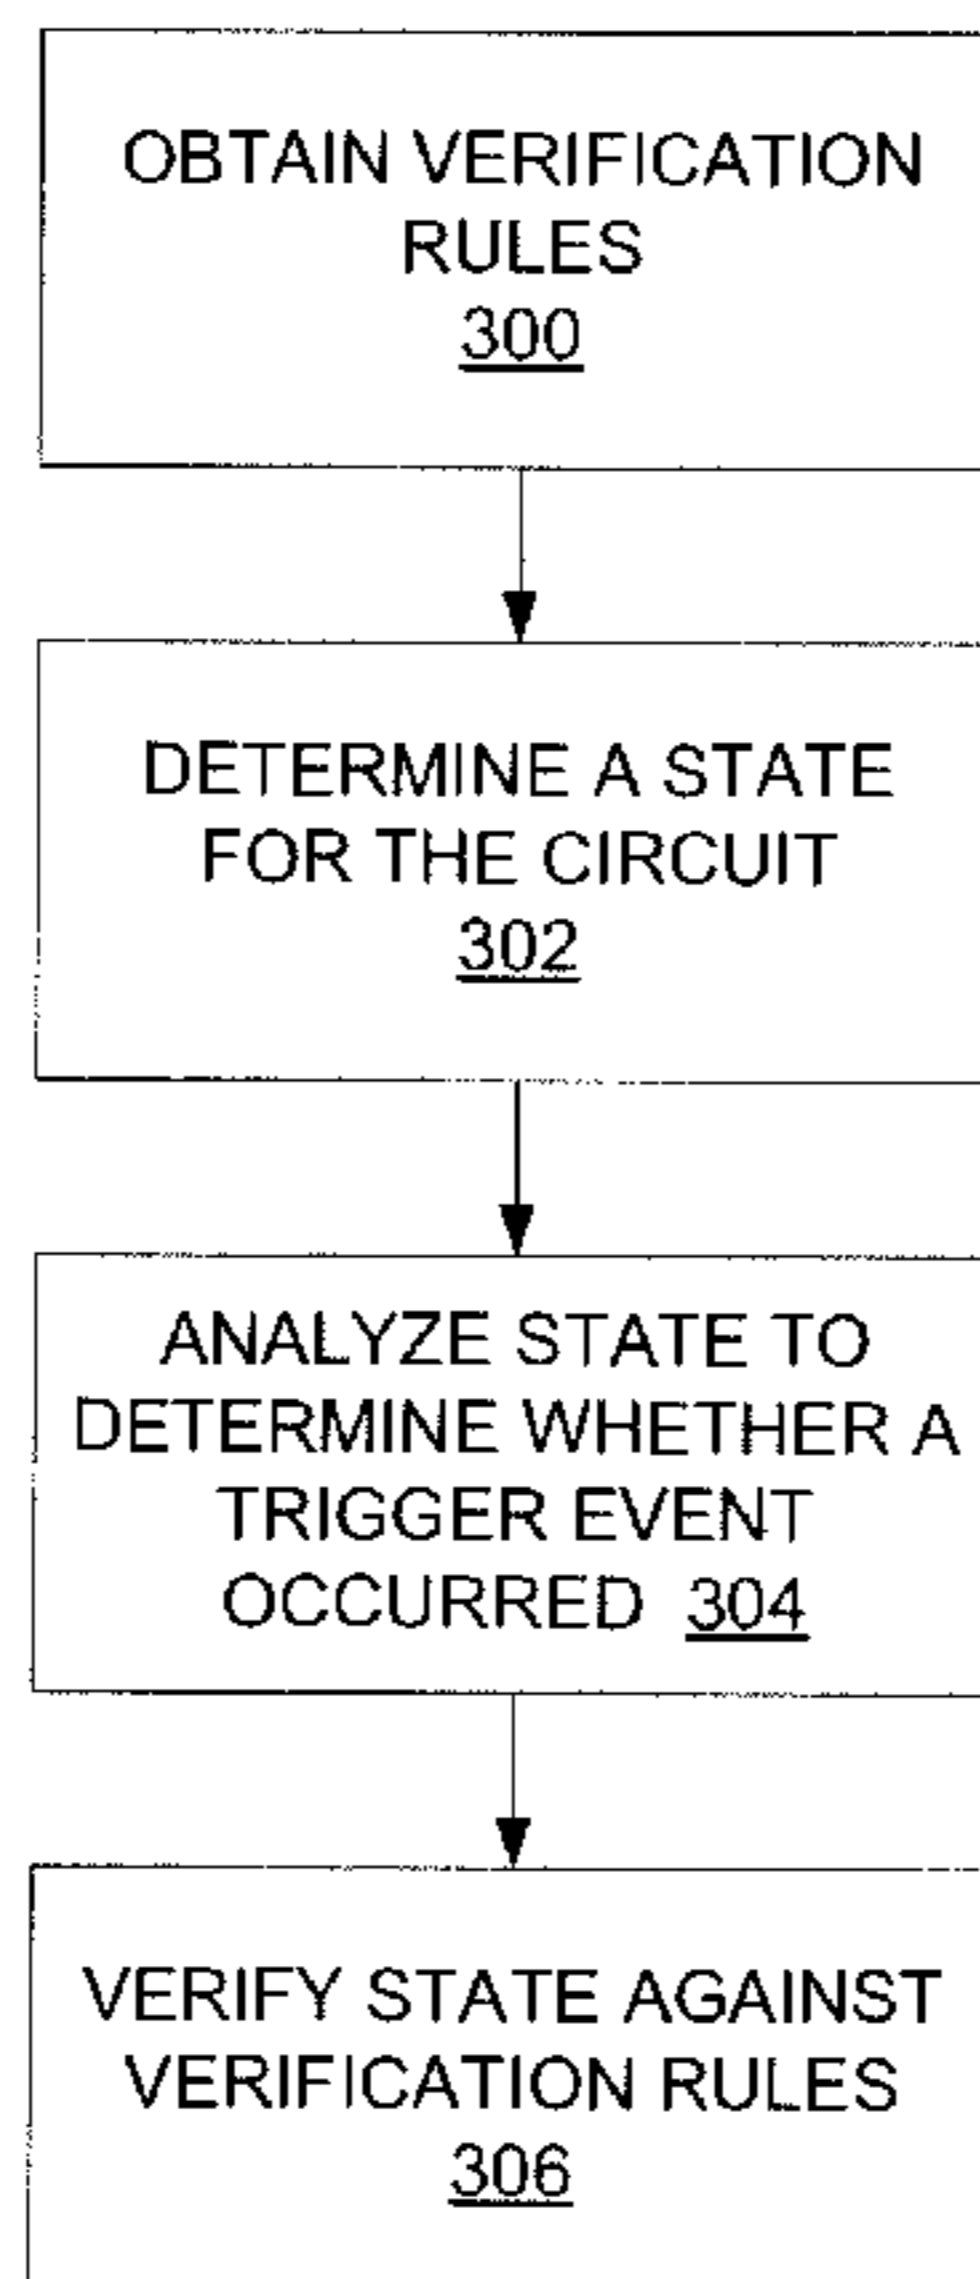 OBTAIN VERIFICATION
RULES
300
DETERMINE A STATE
FOR THE CIRCUIT
302
ANALYZE STATE TO
DETERMINE WHETHER A
TRIGGER EVENT
OCCURRED 304
VERIFY STATE AGAINST
VERIFICATION RULES
306